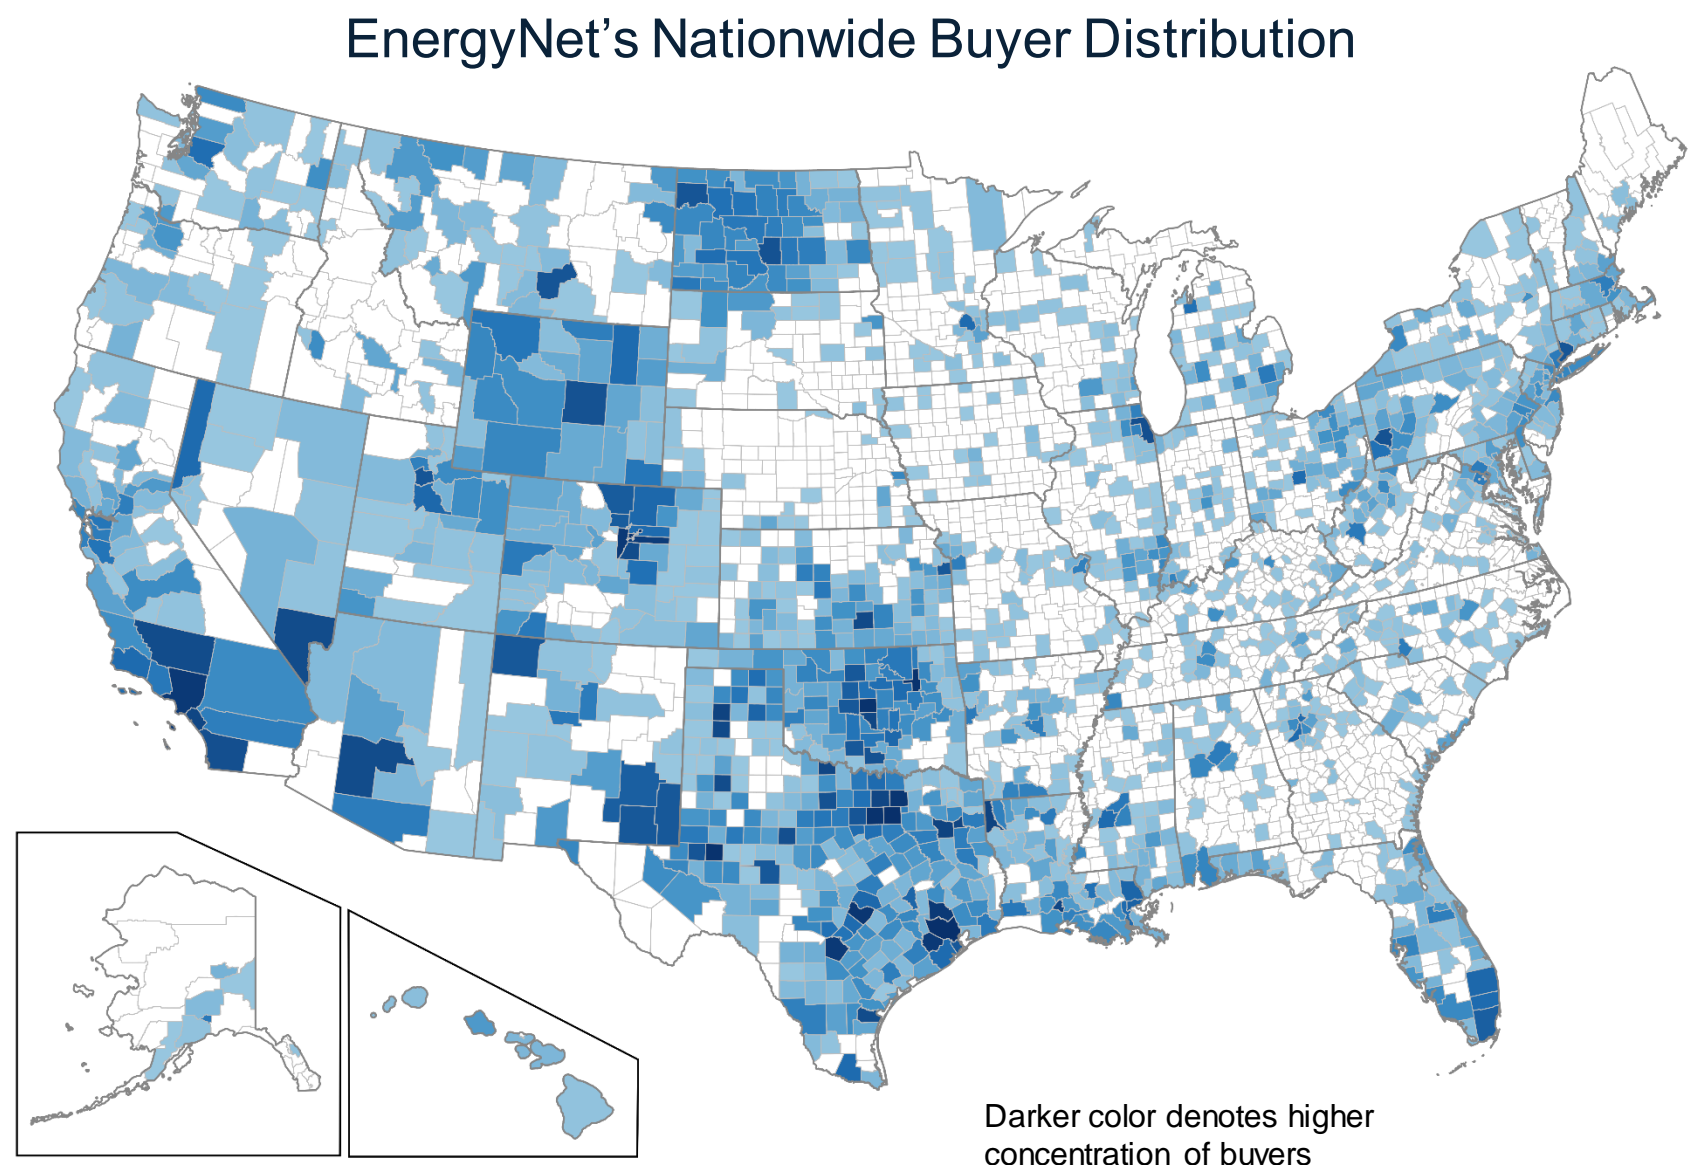 EnergyNet’s Nationwide Buyer Distribution
Darker color denotes higher
concentration of buyers